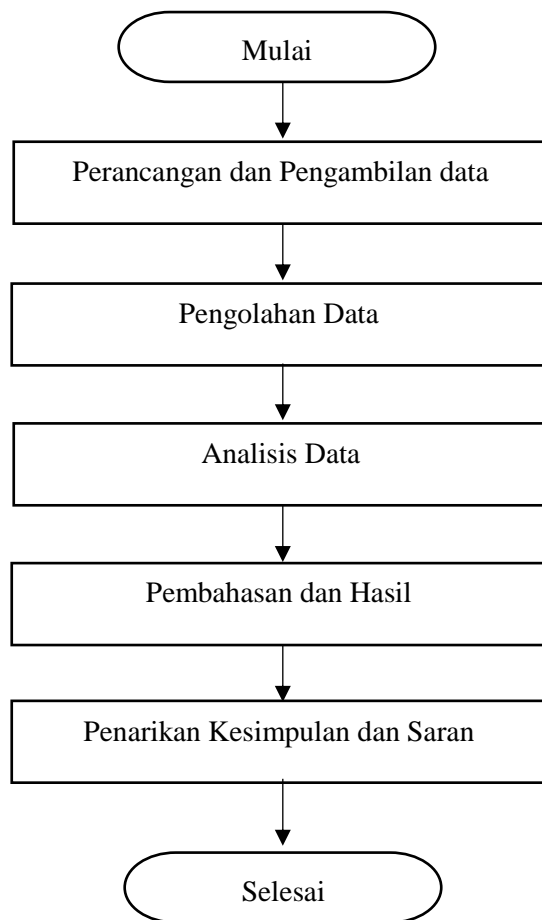 Mulai
Perancangan dan Pengambilan data
Pengolahan Data
Analisis Data
Pembahasan dan Hasil
Penarikan Kesimpulan dan Saran
Selesai